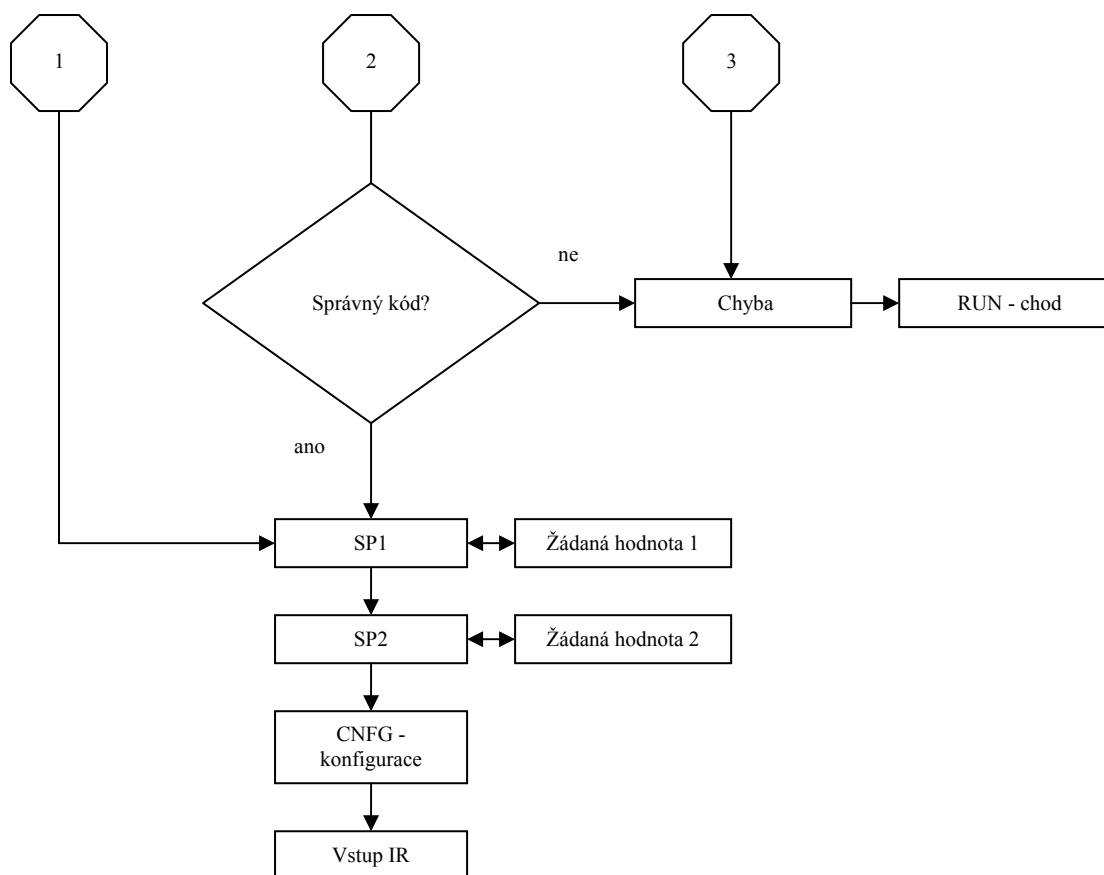 1
2
3
ne
Správný kód?
Chyba
RUN - chod
ano
SP1
Žádaná hodnota 1
SP2
Žádaná hodnota 2
CNFG -
konfigurace
Vstup IR